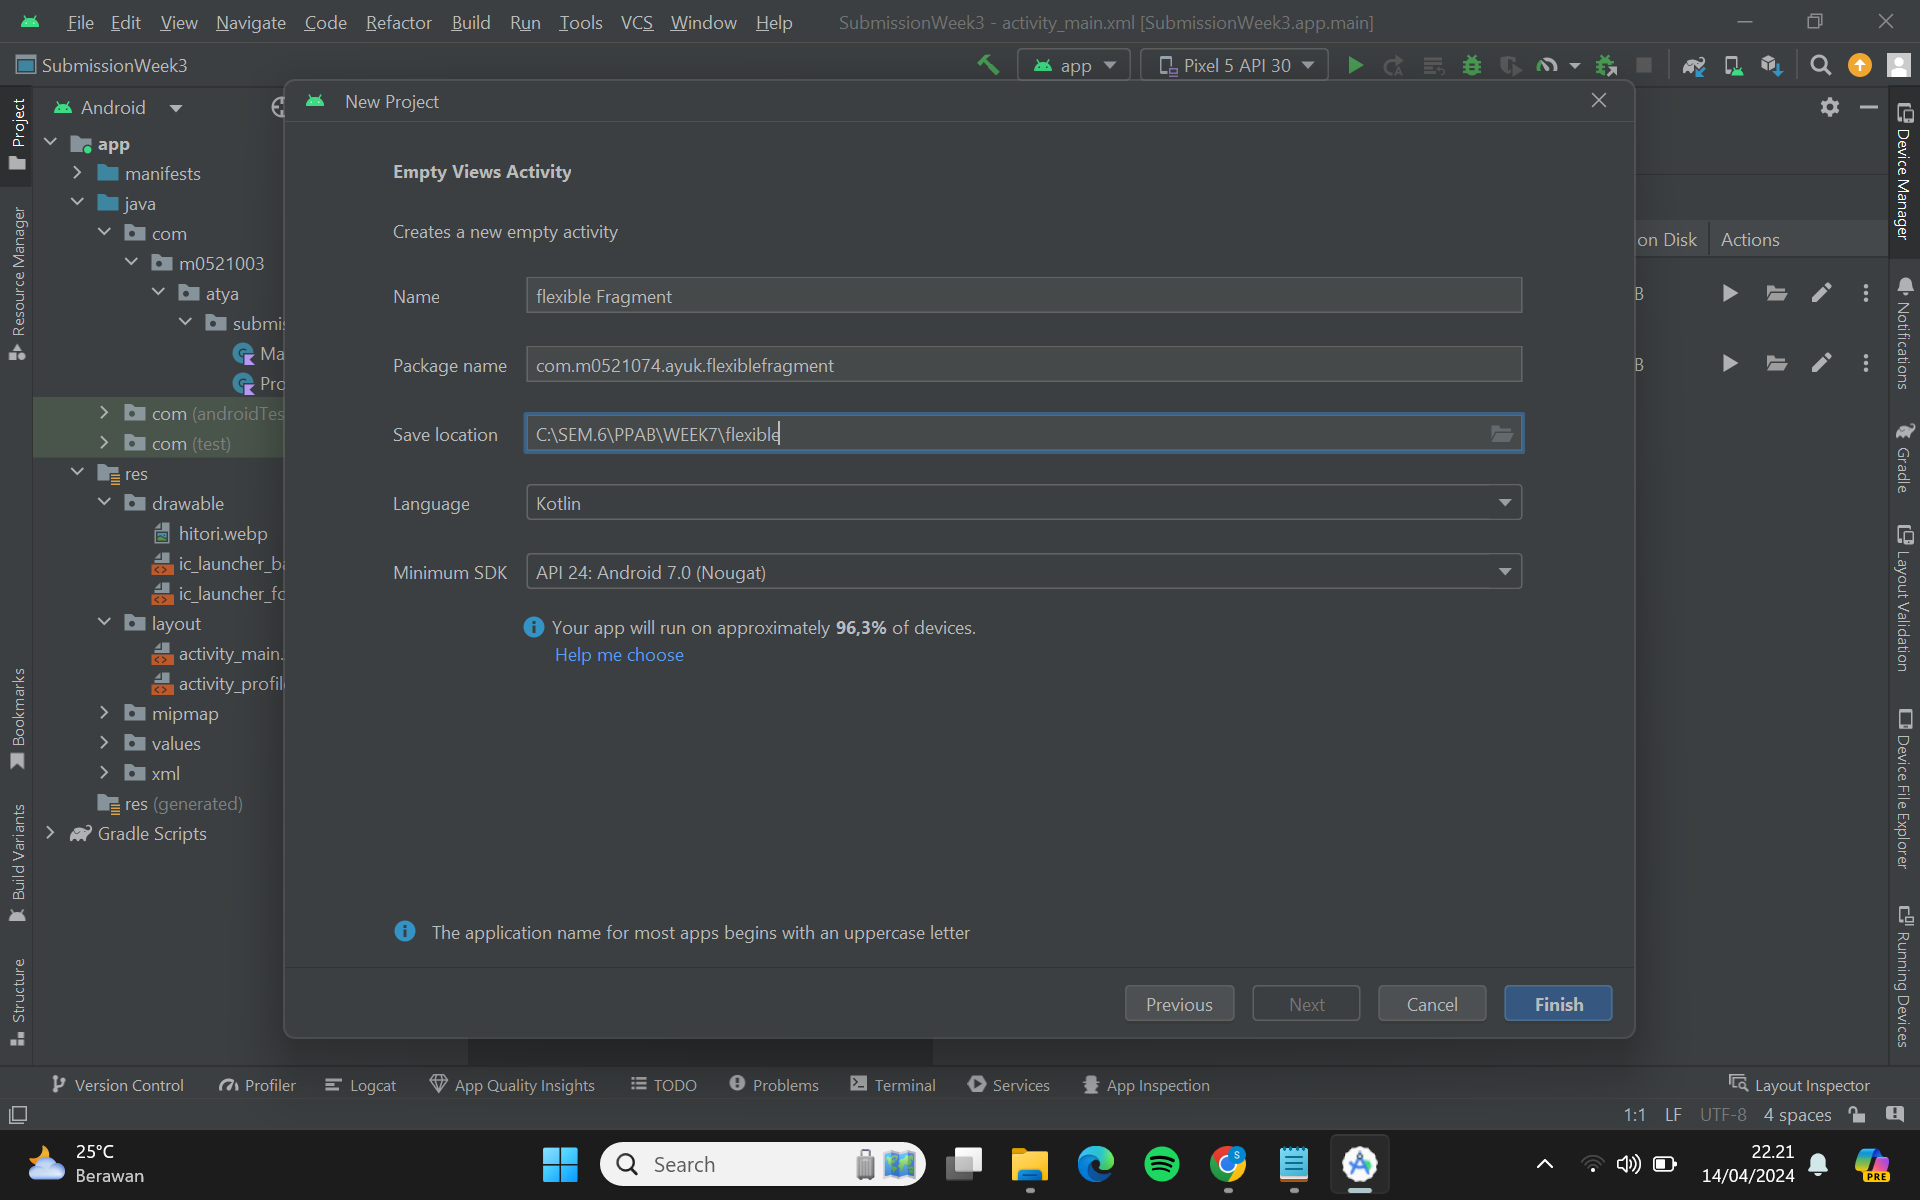 File Edit View Navigate Code Refactor Build Run Tools VCS Window Help SubmissionWeek3 - activity_main.xml [SubmissionWeek3.app.main]
SubmissionWeek3 app Pixel 5 API 30
Project
Resource Manager
Bookmarks
Build Variants
Structure
Android
app
manifests
java
com
m0521003
atya
submis
Ma
Pro
com (androidTes
com (test)
res
drawable
hitori.webp
ic_launcher_ba
ic_launcher_fo
layout
activity_main.
activity_profil
mipmap
values
xml
res (generated)
Gradle Scripts
New Project
Empty Views Activity
Creates a new empty activity
Name flexible Fragment
Package name com.m0521074.ayuk.flexiblefragment
Save location C:\SEM.6\PPAB\WEEK7\flexible
Language Kotlin
Minimum SDK API 24: Android 7.0 (Nougat)
Your app will run on approximately 96,3% of devices.
Help me choose
The application name for most apps begins with an uppercase letter
Previous Next Cancel Finish
on Disk Actions
B
B
Device Manager
Notifications
Gradle
Layout Validation
Device File Explorer
Running Devices
Version Control Profiler Logcat App Quality Insights TODO Problems Terminal Services App Inspection Layout Inspector
1:1 LF UTF-8 4 spaces
25°C
Berawan
Search
S
22.21
14/04/2024
PRE